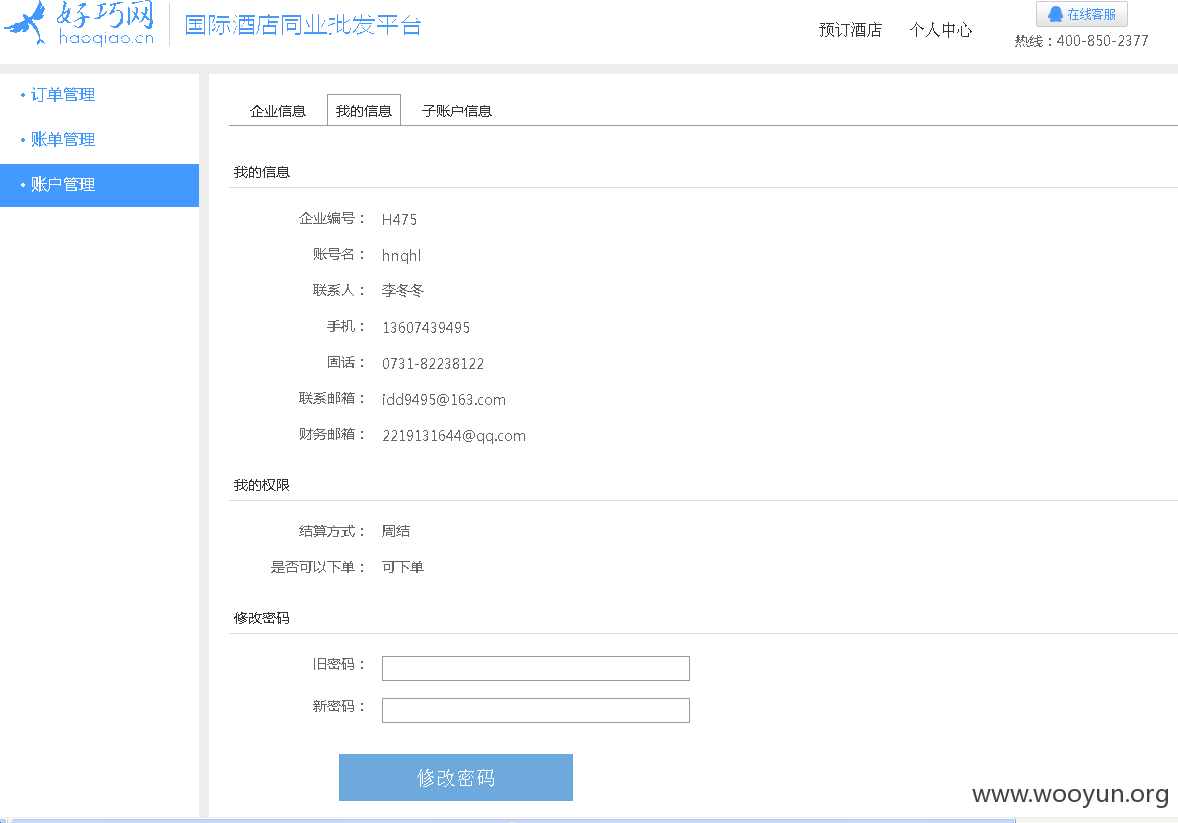 好巧网
haoqiao.cn
国际酒店同业批发平台
预订酒店 个人中心
在线客服
热线：400-850-2377
• 订单管理
• 账单管理
• 账户管理
企业信息 我的信息 子账户信息
我的信息
企业编号： H475
账号名： hnqhl
联系人： 李冬冬
手机： 13607439495
固话： 0731-82238122
联系邮箱： idd9495@163.com
财务邮箱： 2219131644@qq.com
我的权限
结算方式： 周结
是否可以下单： 可下单
修改密码
旧密码：
新密码：
修改密码
www.wooyun.org